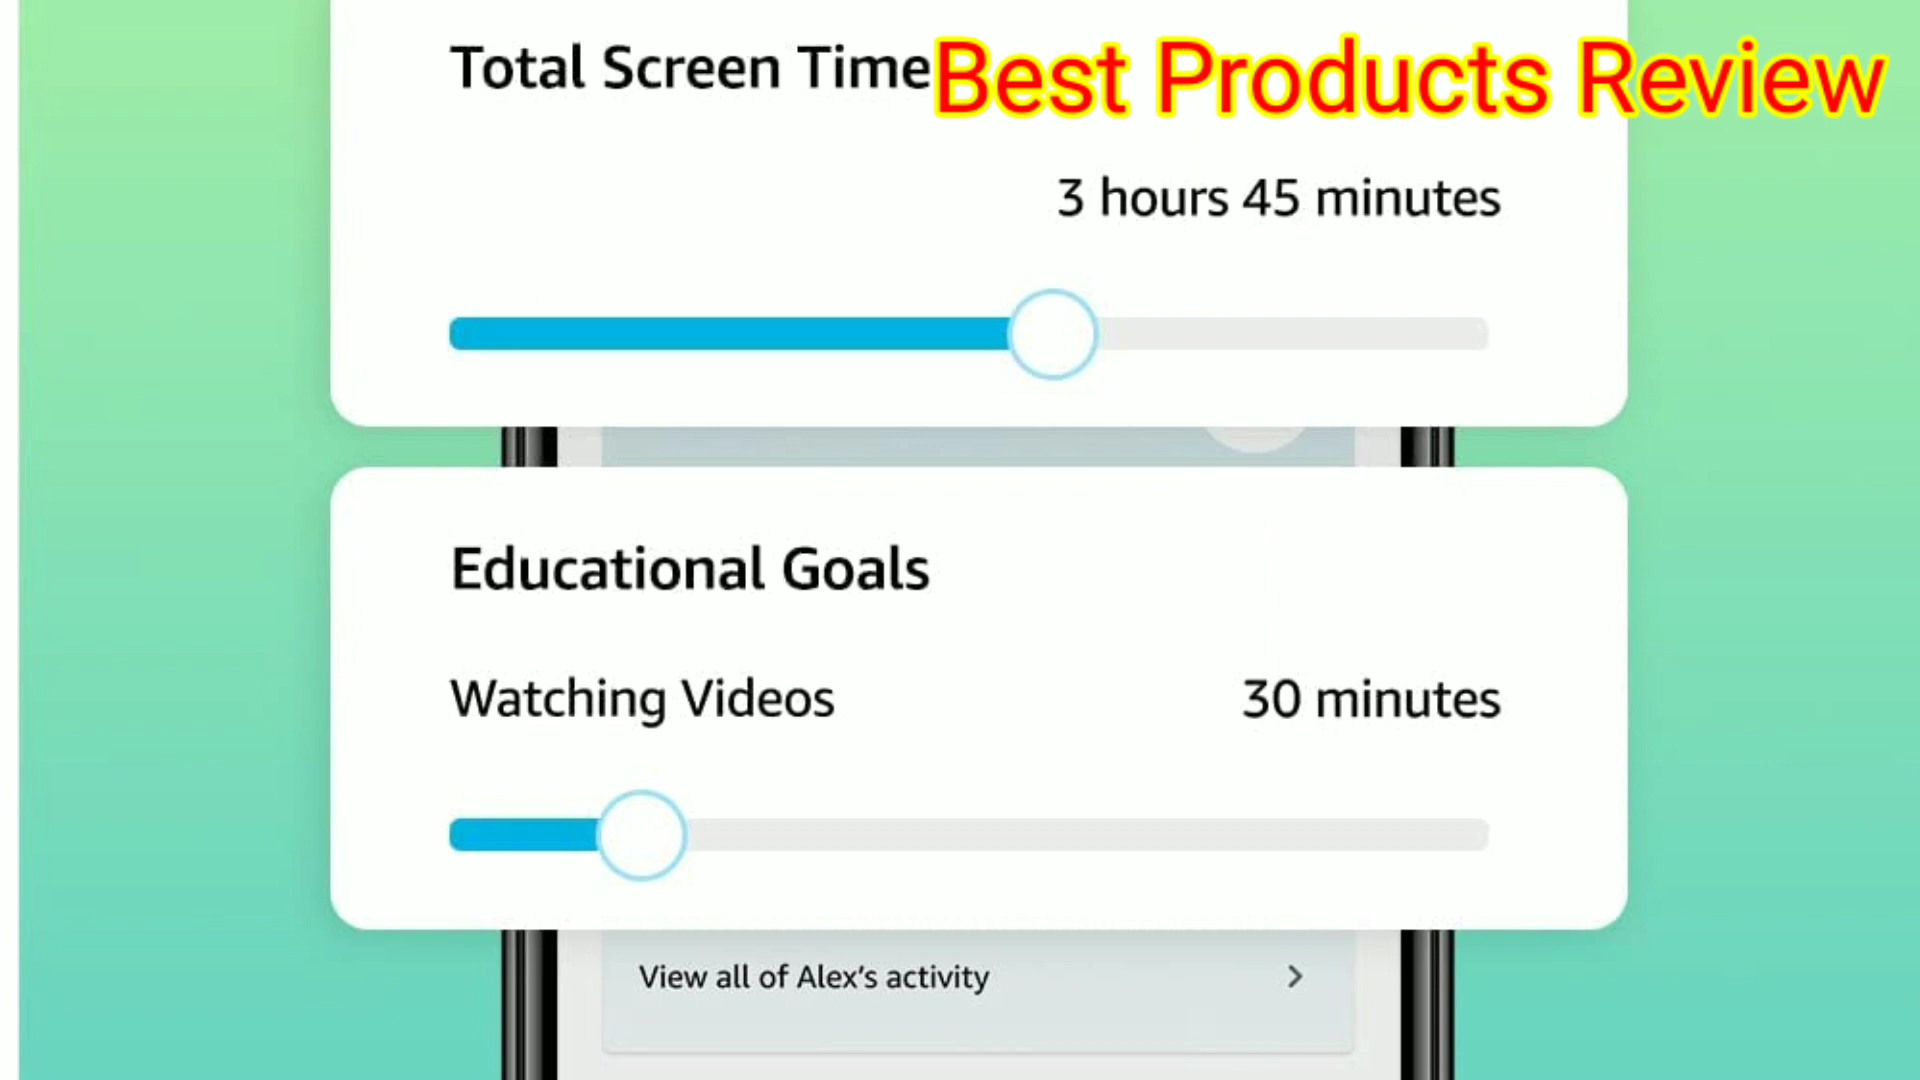 Total Screen Time
Best Products Review
3 hours 45 minutes
Educational Goals
Watching Videos 30 minutes
View all of Alex's activity